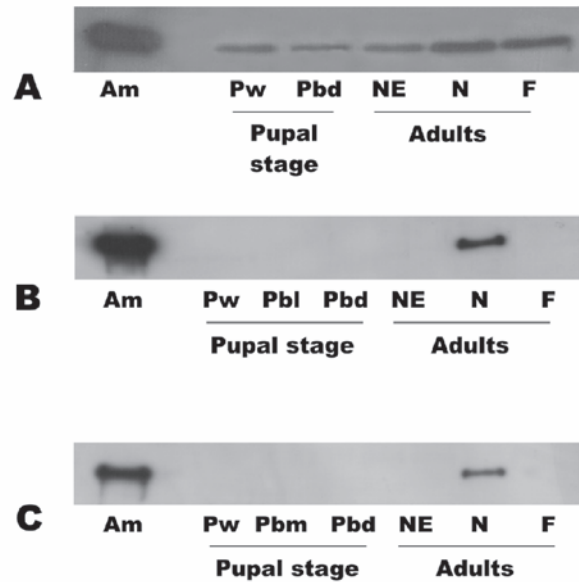 A
Am Pw Pbd NE N F
Pupal stage Adults
B
Am Pw Pbl Pbd NE N F
Pupal stage Adults
C
Am Pw Pbm Pbd NE N F
Pupal stage Adults